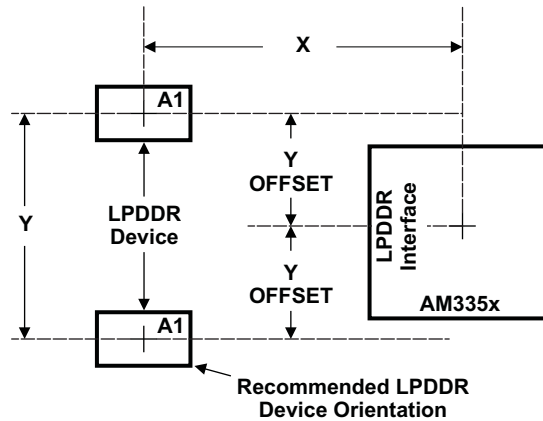 X
A1
Y
OFFSET
LPDDR
Device
Y
LPDDR
Interface
Y
OFFSET
AM335x
A1
Recommended LPDDR
Device Orientation